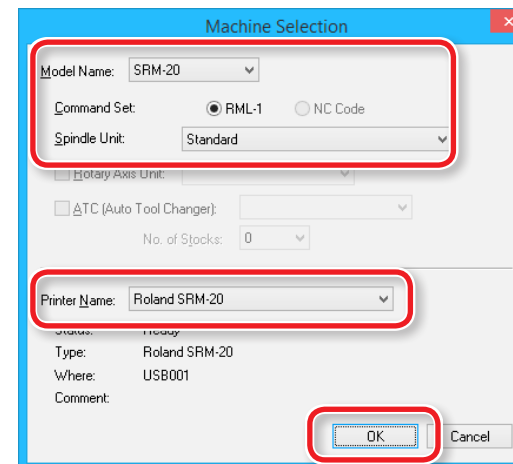 Machine Selection
Model Name: SRM-20
Command Set: RML-1 NC Code
Spindle Unit: Standard
Rotary Axis Unit:
ATC (Auto Tool Changer):
No. of Stocks: 0
Printer Name: Roland SRM-20
Status: Ready
Type: Roland SRM-20
Where: USB001
Comment:
OK Cancel